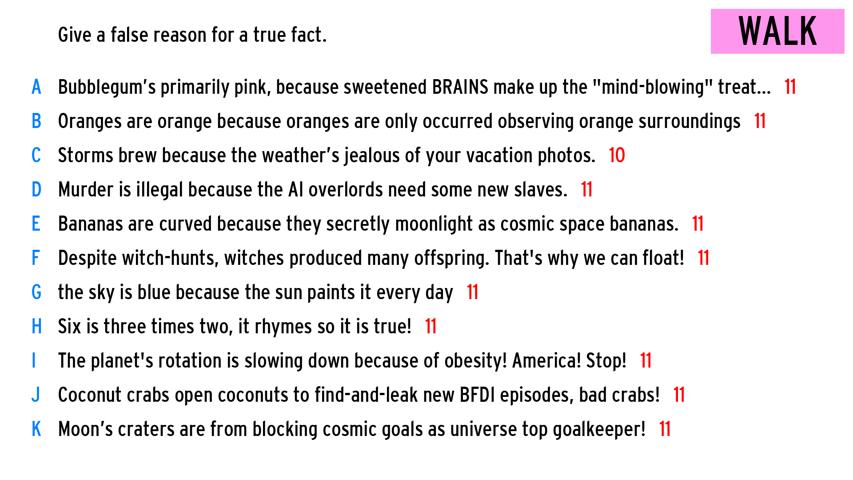 Give a false reason for a true fact.
WALK
A Bubblegum's primarily pink, because sweetened BRAINS make up the "mind-blowing" treat... 11
B Oranges are orange because oranges are only occurred observing orange surroundings 11
C Storms brew because the weather's jealous of your vacation photos. 10
D Murder is illegal because the AI overlords need some new slaves. 11
E Bananas are curved because they secretly moonlight as cosmic space bananas. 11
F Despite witch-hunts, witches produced many offspring. That's why we can float! 11
G the sky is blue because the sun paints it every day 11
H Six is three times two, it rhymes so it is true! 11
I The planet's rotation is slowing down because of obesity! America! Stop! 11
J Coconut crabs open coconuts to find-and-leak new BFDI episodes, bad crabs! 11
K Moon's craters are from blocking cosmic goals as universe top goalkeeper! 11